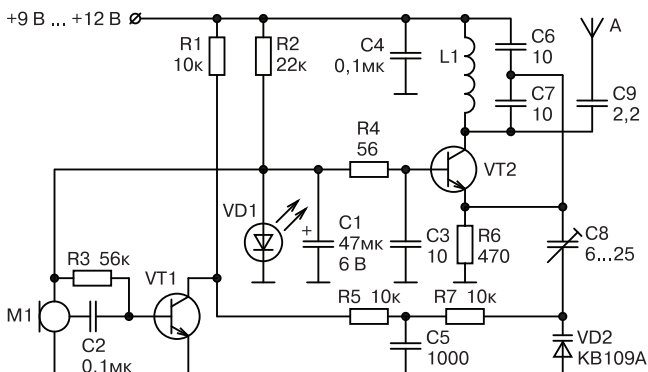 +9 В ... +12 В
R1
10к
R2
22к
C4
0,1мк
L1
C6
10
C7
10
A
C9
2,2
R4
56
VT2
VD1
+
C1
47мк
6 В
C3
10
R6
470
C8
6...25
R3 56к
VT1
M1
C2
0,1мк
R5 10к
R7 10к
C5
1000
VD2
КВ109А